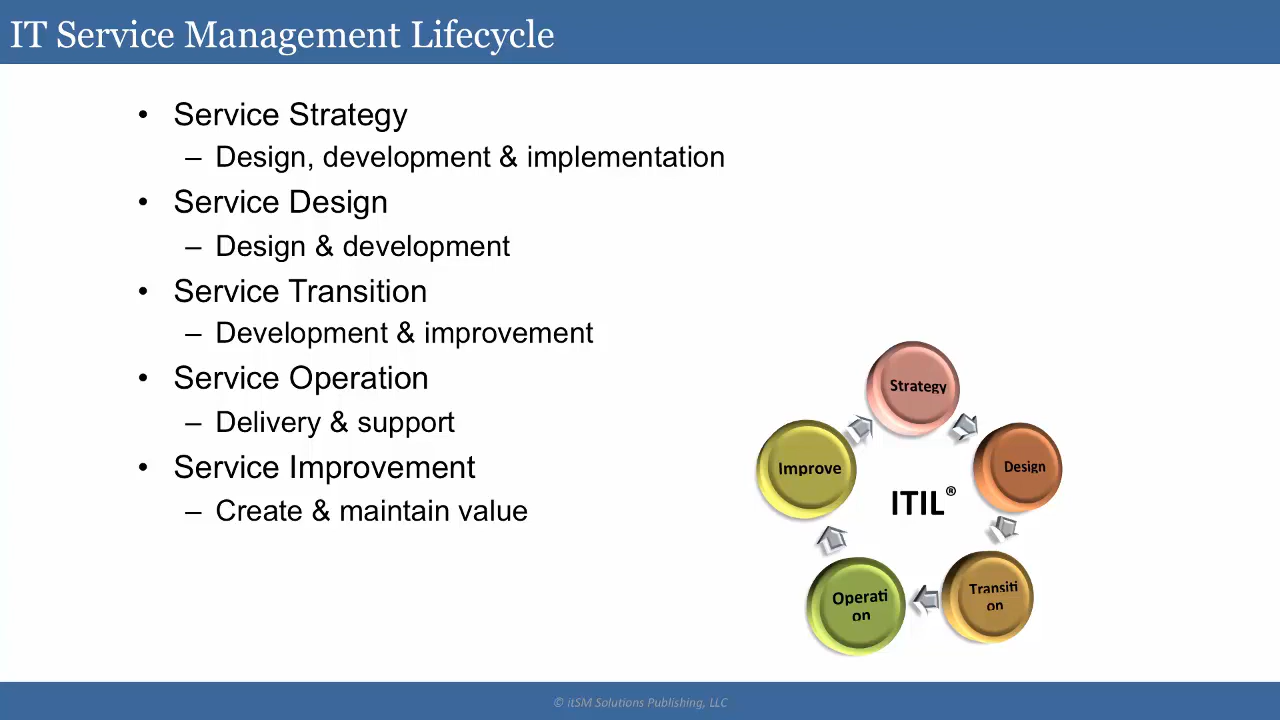 IT Service Management Lifecycle
• Service Strategy
– Design, development & implementation
• Service Design
– Design & development
• Service Transition
– Development & improvement
• Service Operation
– Delivery & support
• Service Improvement
– Create & maintain value
Strategy
Design
Transiti
on
Operati
on
Improve
ITIL®
© itSM Solutions Publishing, LLC